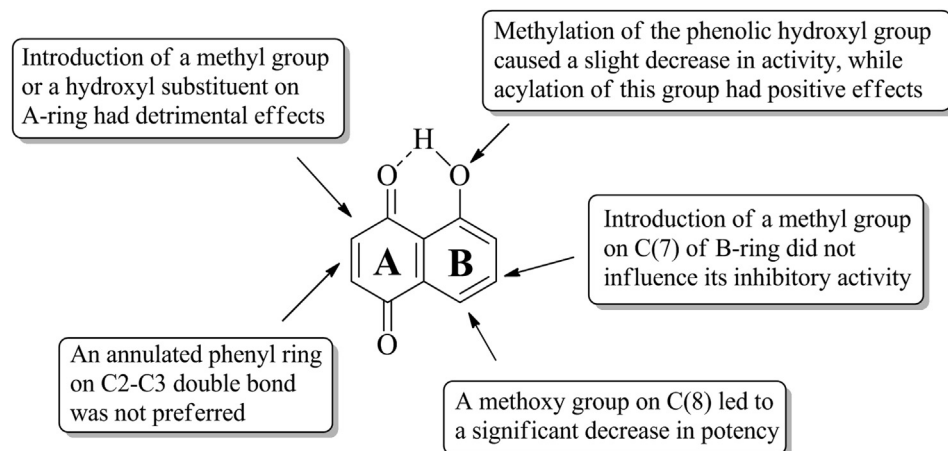 Introduction of a methyl group
or a hydroxyl substituent on
A-ring had detrimental effects
Methylation of the phenolic hydroxyl group
caused a slight decrease in activity, while
acylation of this group had positive effects
H
O
O
A
B
O
Introduction of a methyl group
on C(7) of B-ring did not
influence its inhibitory activity
An annulated phenyl ring
on C2-C3 double bond
was not preferred
A methoxy group on C(8) led to
a significant decrease in potency